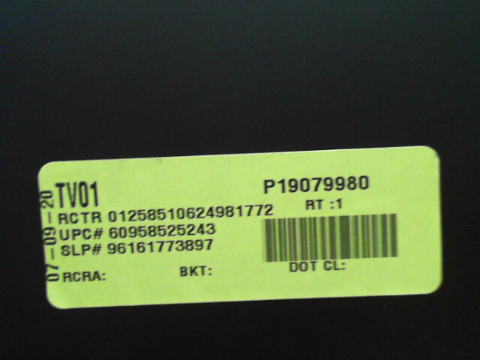 07-09-20
TV01
P19079980
RCTR 01258510624981772
RT :1
UPC# 60958525243
SLP# 96161773897
RCRA: BKT: DOT CL: